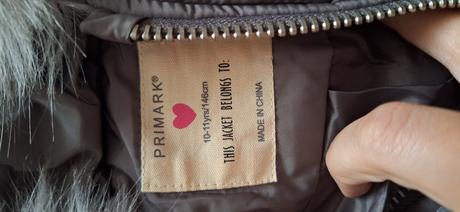 PRIMARK®
10-11yrs/146cm
THIS JACKET BELONGS TO:
MADE IN CHINA